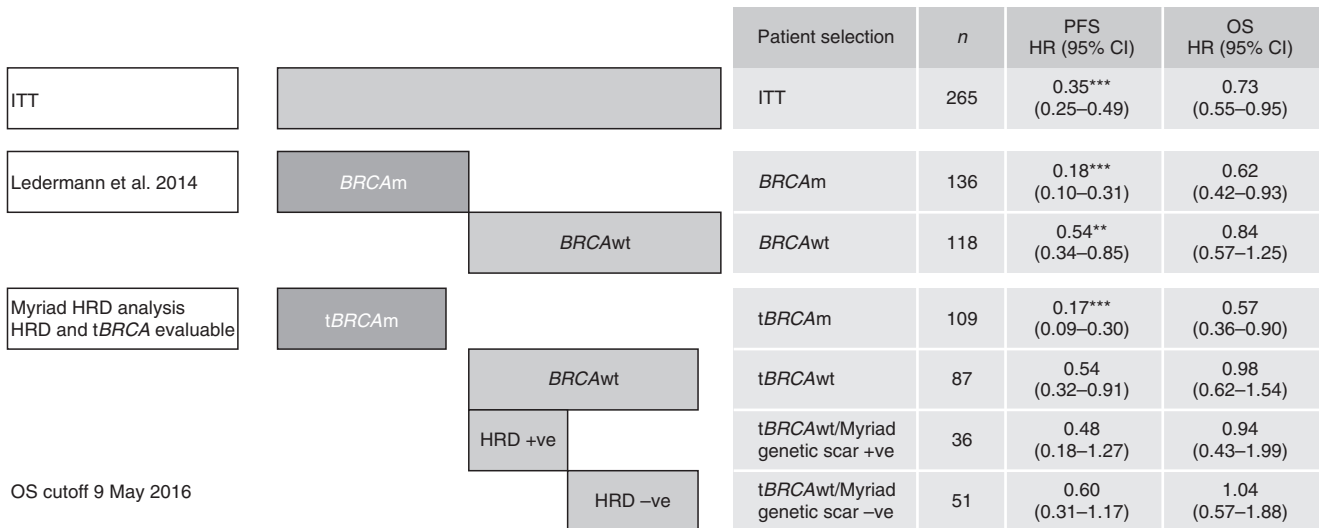 Patient selection n PFS HR (95% CI) OS HR (95% CI)
ITT
ITT 265 0.35*** (0.25–0.49) 0.73 (0.55–0.95)
Ledermann et al. 2014
BRCAm
BRCAm 136 0.18*** (0.10–0.31) 0.62 (0.42–0.93)
BRCAwt
BRCAwt 118 0.54** (0.34–0.85) 0.84 (0.57–1.25)
Myriad HRD analysis
HRD and tBRCA evaluable
tBRCAm
tBRCAm 109 0.17*** (0.09–0.30) 0.57 (0.36–0.90)
BRCAwt
tBRCAwt 87 0.54 (0.32–0.91) 0.98 (0.62–1.54)
HRD +ve
tBRCAwt/Myriad genetic scar +ve 36 0.48 (0.18–1.27) 0.94 (0.43–1.99)
OS cutoff 9 May 2016
HRD –ve
tBRCAwt/Myriad genetic scar –ve 51 0.60 (0.31–1.17) 1.04 (0.57–1.88)